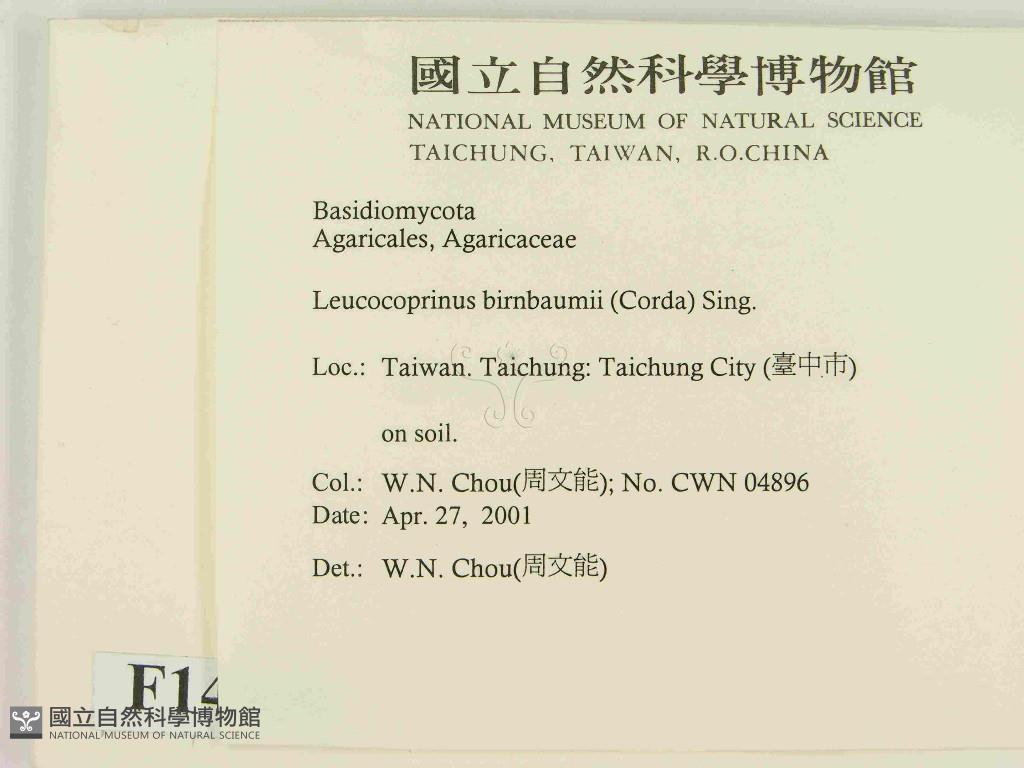 國立自然科學博物館
NATIONAL MUSEUM OF NATURAL SCIENCE
TAICHUNG, TAIWAN, R.O.CHINA
Basidiomycota
Agaricales, Agaricaceae
Leucocoprinus birnbaumii (Corda) Sing.
Loc.: Taiwan. Taichung: Taichung City (臺中市)
on soil.
Col.: W.N. Chou(周文能); No. CWN 04896
Date: Apr. 27, 2001
Det.: W.N. Chou(周文能)
F14
國立自然科學博物館
NATIONAL MUSEUM OF NATURAL SCIENCE